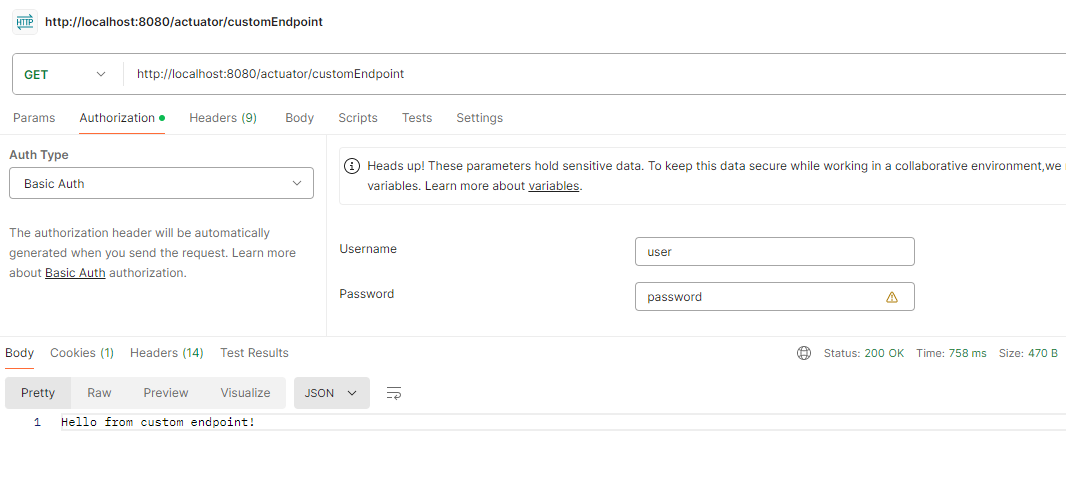 HTTP http://localhost:8080/actuator/customEndpoint
GET http://localhost:8080/actuator/customEndpoint
Params Authorization Headers (9) Body Scripts Tests Settings
Auth Type
Basic Auth
The authorization header will be automatically
generated when you send the request. Learn more
about Basic Auth authorization.
Heads up! These parameters hold sensitive data. To keep this data secure while working in a collaborative environment,we
variables. Learn more about variables.
Username user
Password password
Body Cookies (1) Headers (14) Test Results Status: 200 OK Time: 758 ms Size: 470 B
Pretty Raw Preview Visualize JSON
1 Hello from custom endpoint!